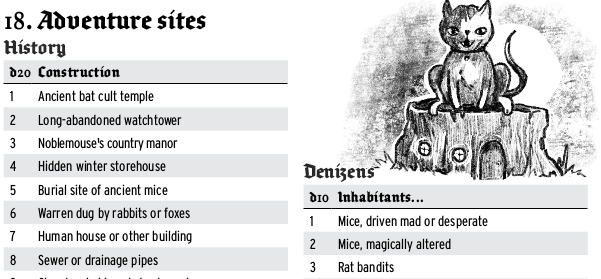 18. Adventure sites
History
d20 Construction
1 Ancient bat cult temple
2 Long-abandoned watchtower
3 Noblemouse's country manor
4 Hidden winter storehouse
5 Burial site of ancient mice
6 Warren dug by rabbits or foxes
7 Human house or other building
8 Sewer or drainage pipes
Denizens
d10 Inhabitants...
1 Mice, driven mad or desperate
2 Mice, magically altered
3 Rat bandits